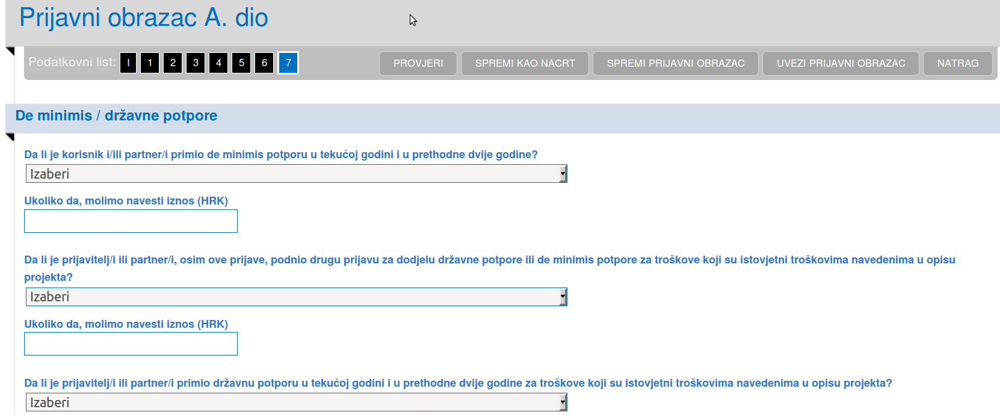 Prijavni obrazac A. dio
Podatkovni list: I 1 2 3 4 5 6 7 PROVJERI SPREMI KAO NACRT SPREMI PRIJAVNI OBRAZAC UVEZI PRIJAVNI OBRAZAC NATRAG
De minimis / državne potpore
Da li je korisnik i/ili partner/i primio de minimis potporu u tekućoj godini i u prethodne dvije godine?
Izaberi
Ukoliko da, molimo navesti iznos (HRK)
Da li je prijavitelj/i ili partner/i, osim ove prijave, podnio drugu prijavu za dodjelu državne potpore ili de minimis potpore za troškove koji su istovjetni troškovima navedenima u opisu
projekta?
Izaberi
Ukoliko da, molimo navesti iznos (HRK)
Da li je prijavitelj/i ili partner/i primio državnu potporu u tekućoj godini i u prethodne dvije godine za troškove koji su istovjetni troškovima navedenima u opisu projekta?
Izaberi